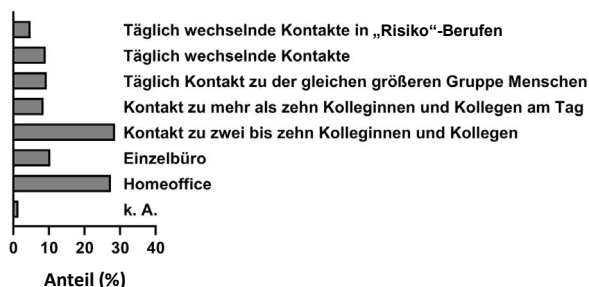 Täglich wechselnde Kontakte in „Risiko“-Berufen
Täglich wechselnde Kontakte
Täglich Kontakt zu der gleichen größeren Gruppe Menschen
Kontakt zu mehr als zehn Kolleginnen und Kollegen am Tag
Kontakt zu zwei bis zehn Kolleginnen und Kollegen
Einzelbüro
Homeoffice
k. A.
0 10 20 30 40
Anteil (%)